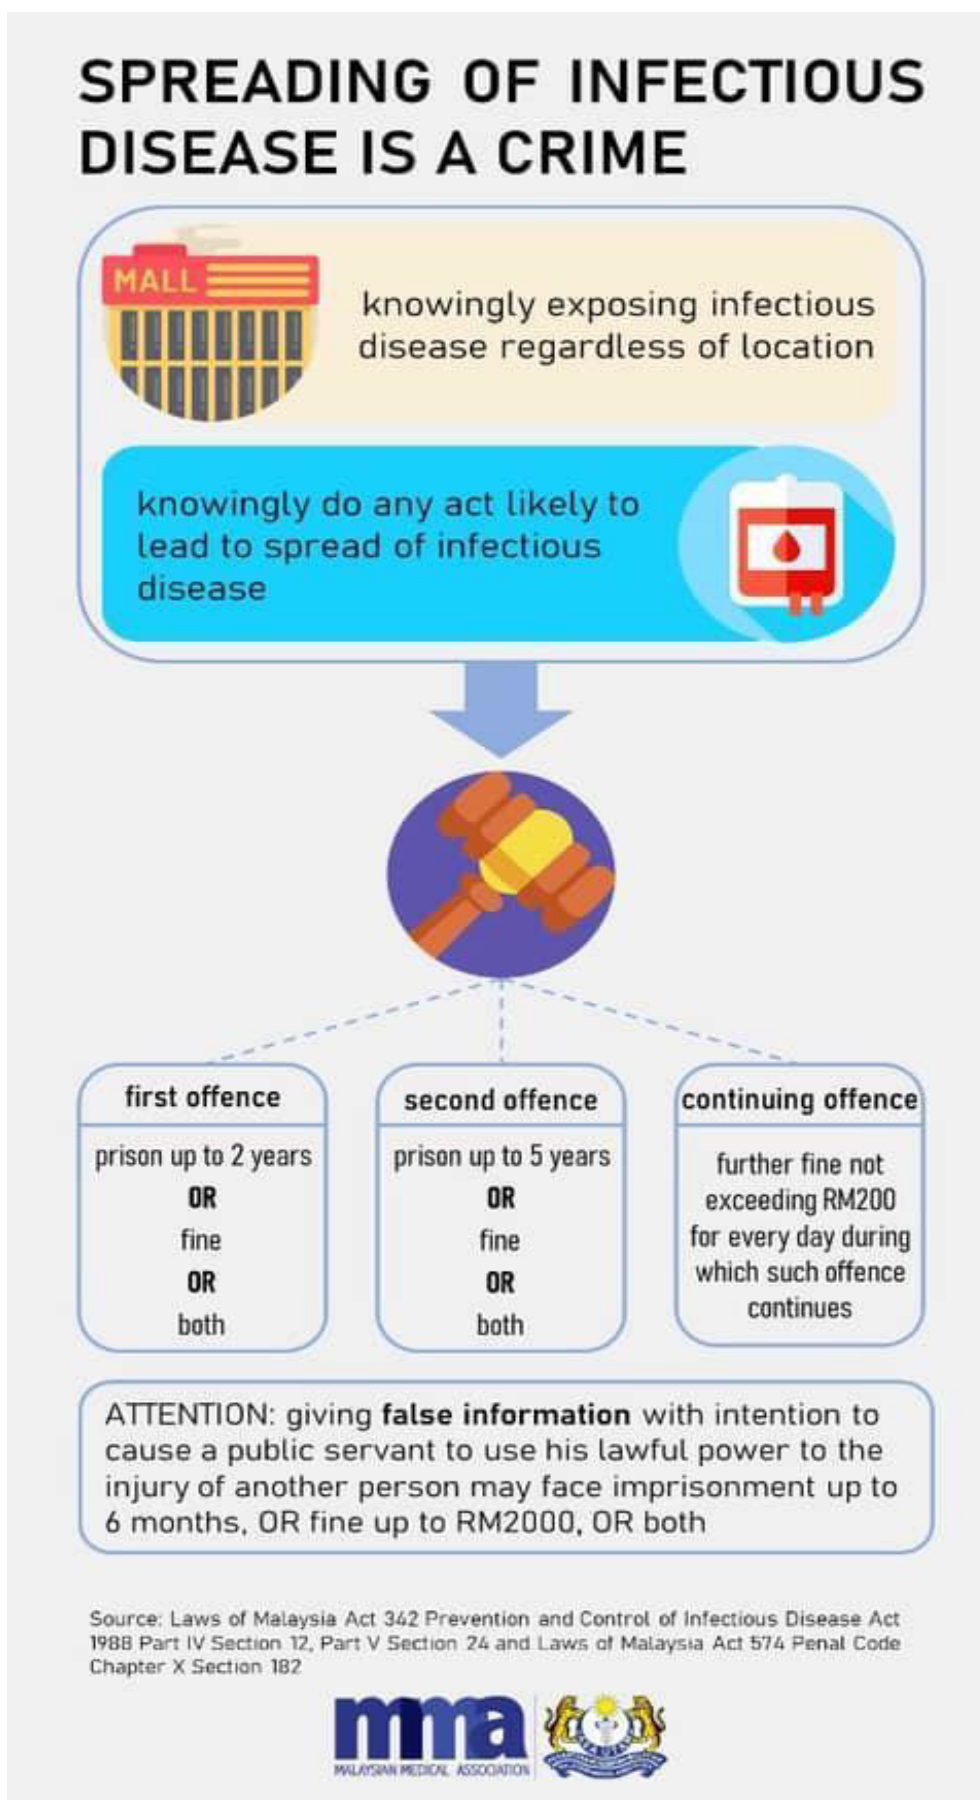 SPREADING OF INFECTIOUS
DISEASE IS A CRIME
MALL
knowingly exposing infectious
disease regardless of location
knowingly do any act likely to
lead to spread of infectious
disease
first offence
prison up to 2 years
OR
fine
OR
both
second offence
prison up to 5 years
OR
fine
OR
both
continuing offence
further fine not
exceeding RM200
for every day during
which such offence
continues
ATTENTION: giving false information with intention to
cause a public servant to use his lawful power to the
injury of another person may face imprisonment up to
6 months, OR fine up to RM2000, OR both
Source: Laws of Malaysia Act 342 Prevention and Control of Infectious Disease Act
1988 Part IV Section 12, Part V Section 24 and Laws of Malaysia Act 574 Penal Code
Chapter X Section 182
mma
MALAYSIAN MEDICAL ASSOCIATION